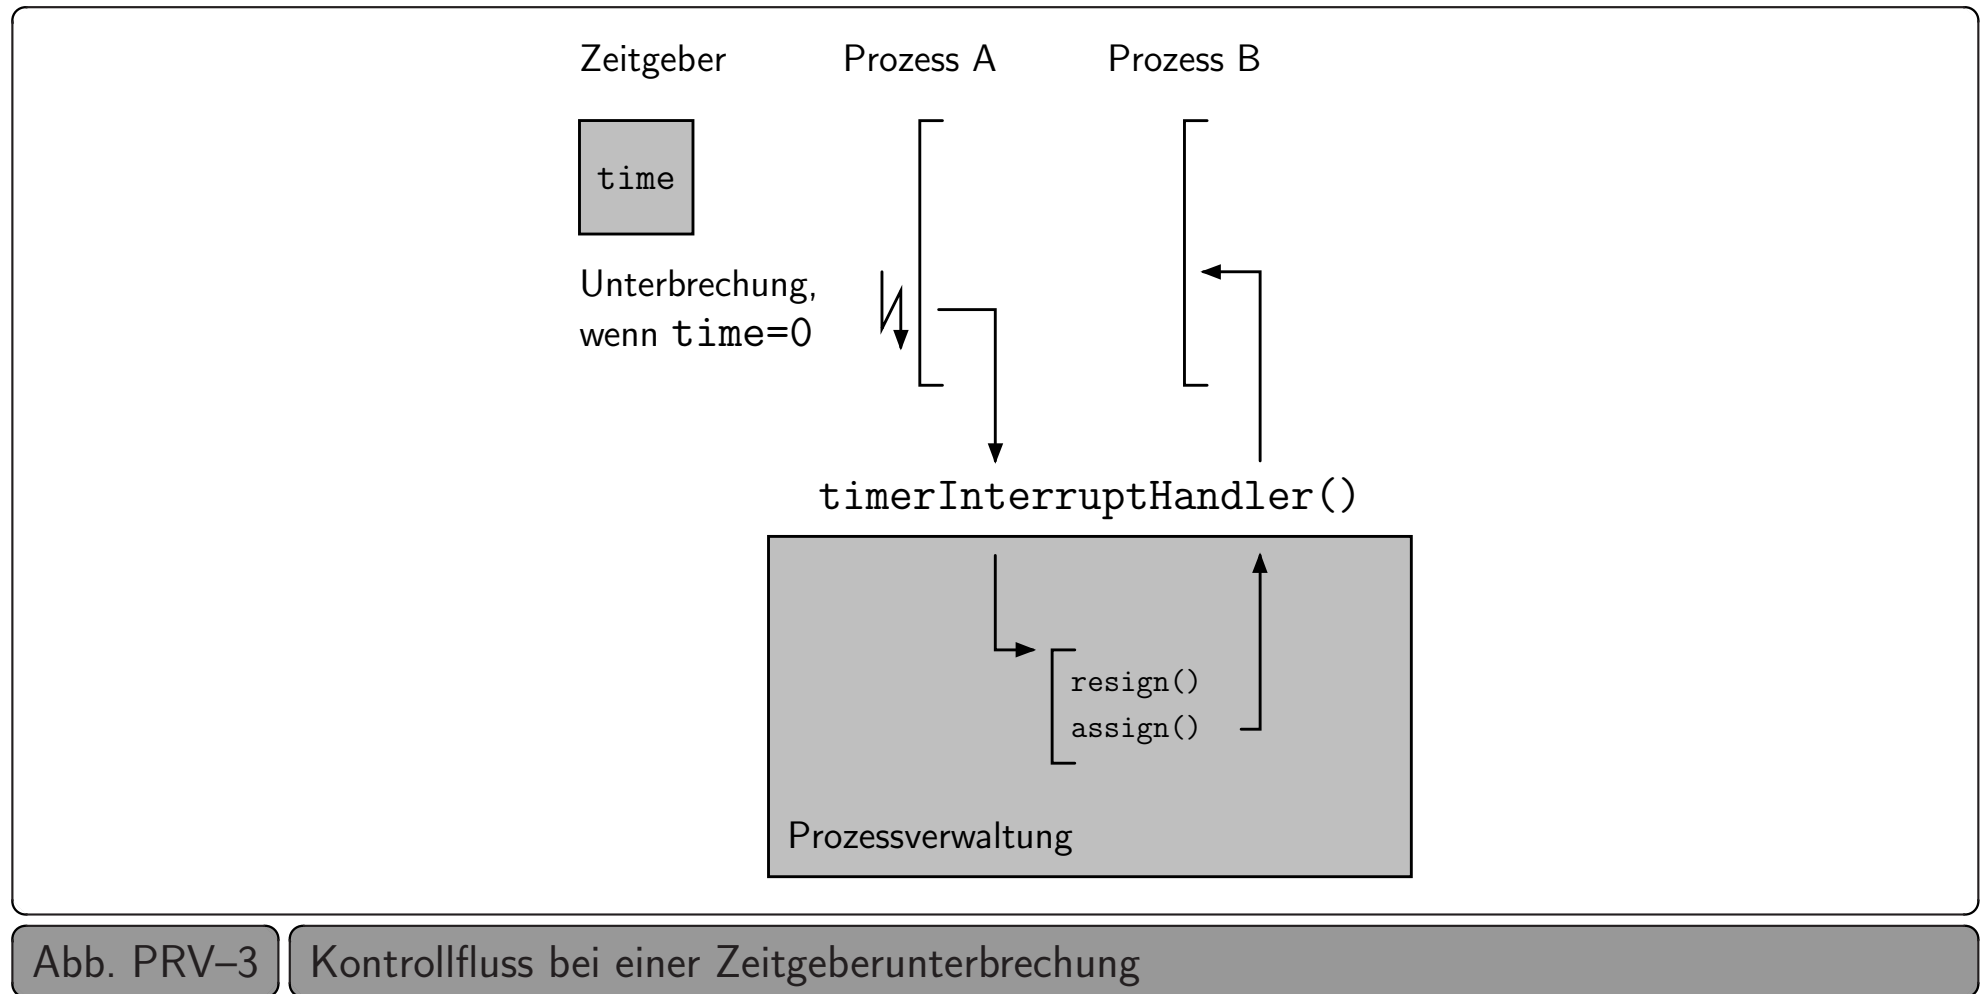 Zeitgeber
Prozess A
Prozess B
time
Unterbrechung,
wenn time=0
timerInterruptHandler()
resign()
assign()
Prozessverwaltung
Abb. PRV–3
Kontrollfluss bei einer Zeitgeberunterbrechung